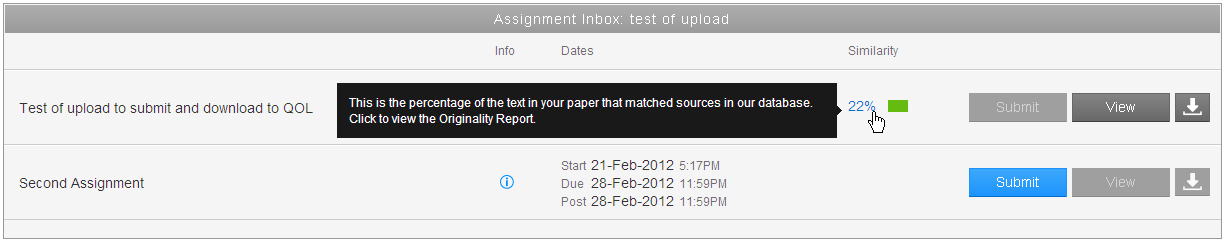 Assignment Inbox: test of upload
Info Dates Similarity
Test of upload to submit and download to QOL
This is the percentage of the text in your paper that matched sources in our database.
Click to view the Originality Report.
22%
Submit View
Second Assignment
Start 21-Feb-2012 5:17PM
Due 28-Feb-2012 11:59PM
Post 28-Feb-2012 11:59PM
Submit View